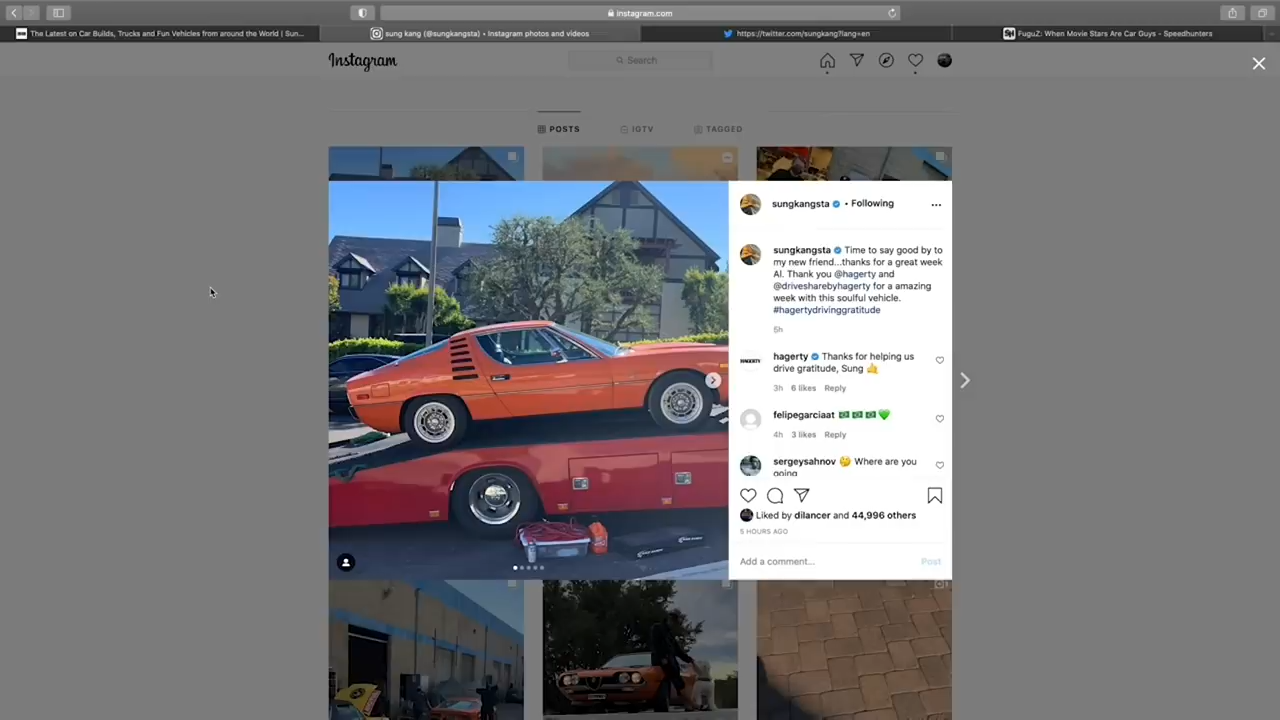 instagram.com
The Latest on Car Builds, Trucks and Fun Vehicles from around the World | Sun...
sung kang (@sungkangsta) • Instagram photos and videos
https://twitter.com/sungkang?lang=en
FuguZ: When Movie Stars Are Car Guys - Speedhunters
Instagram
Search
POSTS
IGTV
TAGGED
sungkangsta • Following
sungkangsta Time to say good by to
my new friend...thanks for a great week
Al. Thank you @hagerty and
@drivesharebyhagerty for a amazing
week with this soulful vehicle.
#hagertydrivinggratitude
5h
HAGERTY
hagerty Thanks for helping us
drive gratitude, Sung
3h 6 likes Reply
felipegarciaat
4h 3 likes Reply
sergeysahnov Where are you
going
Liked by dilancer and 44,996 others
5 HOURS AGO
Add a comment...
Post